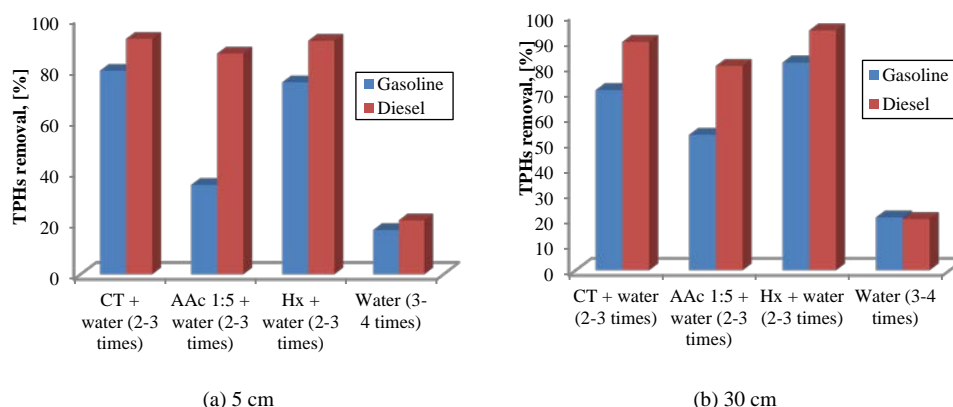 TPHs removal, [%]
100
80
60
40
20
0
Gasoline
Diesel
CT +
water (2-3
times)
AAc 1:5 +
water (2-3
times)
Hx +
water (2-3
times)
Water (3-
4 times)
(a) 5 cm
TPHs removal, [%]
100
90
80
70
60
50
40
30
20
10
0
Gasoline
Diesel
CT + water
(2-3 times)
AAc 1:5 +
water (2-3
times)
Hx + water
(2-3 times)
Water (3-
4 times)
(b) 30 cm